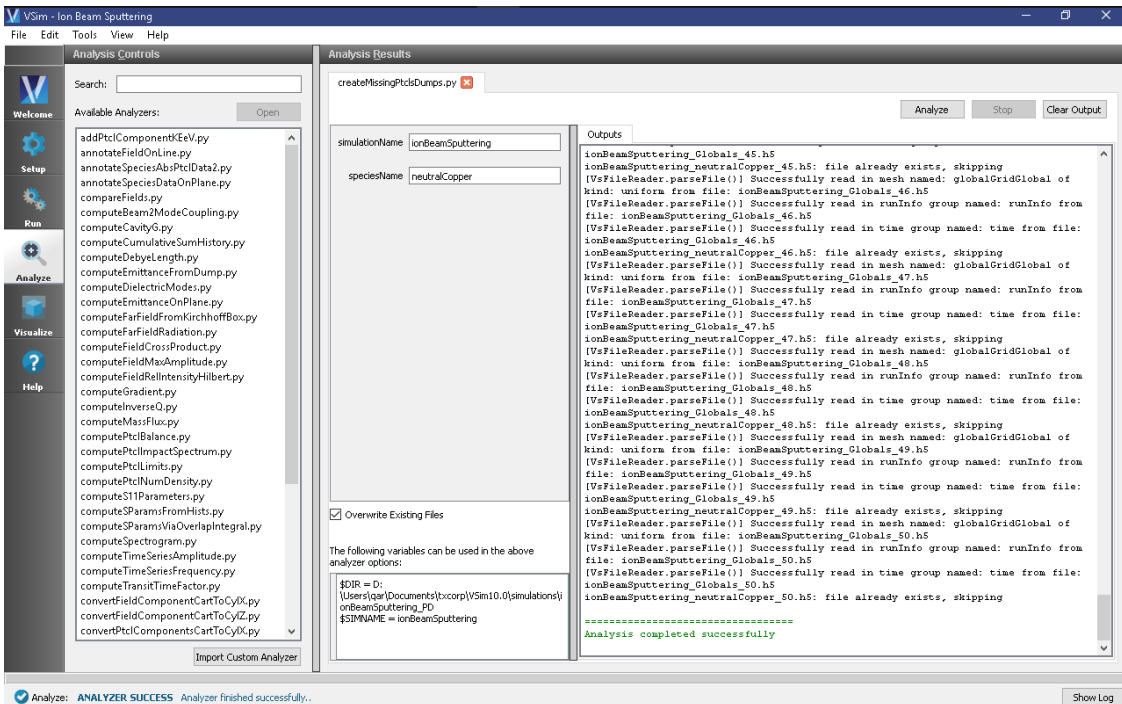 VSim - Ion Beam Sputtering
File Edit Tools View Help
Analysis Controls
Analysis Results
Welcome
Setup
Run
Analyze
Visualize
Help
Search:
Available Analyzers:
Open
addPtclComponentKEeV.py
annotateFieldOnLine.py
annotateSpeciesAbsPtclData2.py
annotateSpeciesDataOnPlane.py
compareFields.py
computeBeam2ModeCoupling.py
computeCavityG.py
computeCumulativeSumHistory.py
computeDebyeLength.py
computeEmittanceFromDump.py
computeDielectricModes.py
computeEmittanceOnPlane.py
computeFarFieldFromKirchhoffBox.py
computeFarFieldRadiation.py
computeFieldCrossProduct.py
computeFieldMaxAmplitude.py
computeFieldRelIntensityHilbert.py
computeGradient.py
computeInverseQ.py
computeMassFlux.py
computePtclBalance.py
computePtclImpactSpectrum.py
computePtclLimits.py
computePtclNumDensity.py
computeS11Parameters.py
computeSParamsFromHists.py
computeSParamsViaOverlapIntegral.py
computeSpectrogram.py
computeTimeSeriesAmplitude.py
computeTimeSeriesFrequency.py
computeTransitTimeFactor.py
convertFieldComponentCartToCylX.py
convertFieldComponentCartToCylZ.py
convertPtclComponentsCartToCylX.py
Import Custom Analyzer
createMissingPtclsDumps.py
Analyze
Stop
Clear Output
simulationName ionBeamSputtering
speciesName neutralCopper
Overwrite Existing Files
The following variables can be used in the above
analyzer options:
$DIR = D:
\Users\qar\Documents\txcorp\VSim10.0\simulations\i
onBeamSputtering_PD
$SIMNAME = ionBeamSputtering
Outputs
ionBeamSputtering_Globals_45.h5
ionBeamSputtering_neutralCopper_45.h5: file already exists, skipping
[VsFileReader.parseFile()] Successfully read in mesh named: globalGridGlobal of
kind: uniform from file: ionBeamSputtering_Globals_46.h5
[VsFileReader.parseFile()] Successfully read in runInfo group named: runInfo from
file: ionBeamSputtering_Globals_46.h5
[VsFileReader.parseFile()] Successfully read in time group named: time from file:
ionBeamSputtering_Globals_46.h5
ionBeamSputtering_neutralCopper_46.h5: file already exists, skipping
[VsFileReader.parseFile()] Successfully read in mesh named: globalGridGlobal of
kind: uniform from file: ionBeamSputtering_Globals_47.h5
[VsFileReader.parseFile()] Successfully read in runInfo group named: runInfo from
file: ionBeamSputtering_Globals_47.h5
[VsFileReader.parseFile()] Successfully read in time group named: time from file:
ionBeamSputtering_Globals_47.h5
ionBeamSputtering_neutralCopper_47.h5: file already exists, skipping
[VsFileReader.parseFile()] Successfully read in mesh named: globalGridGlobal of
kind: uniform from file: ionBeamSputtering_Globals_48.h5
[VsFileReader.parseFile()] Successfully read in runInfo group named: runInfo from
file: ionBeamSputtering_Globals_48.h5
[VsFileReader.parseFile()] Successfully read in time group named: time from file:
ionBeamSputtering_Globals_48.h5
ionBeamSputtering_neutralCopper_48.h5: file already exists, skipping
[VsFileReader.parseFile()] Successfully read in mesh named: globalGridGlobal of
kind: uniform from file: ionBeamSputtering_Globals_49.h5
[VsFileReader.parseFile()] Successfully read in runInfo group named: runInfo from
file: ionBeamSputtering_Globals_49.h5
[VsFileReader.parseFile()] Successfully read in time group named: time from file:
ionBeamSputtering_Globals_49.h5
ionBeamSputtering_neutralCopper_49.h5: file already exists, skipping
[VsFileReader.parseFile()] Successfully read in mesh named: globalGridGlobal of
kind: uniform from file: ionBeamSputtering_Globals_50.h5
[VsFileReader.parseFile()] Successfully read in runInfo group named: runInfo from
file: ionBeamSputtering_Globals_50.h5
[VsFileReader.parseFile()] Successfully read in time group named: time from file:
ionBeamSputtering_Globals_50.h5
ionBeamSputtering_neutralCopper_50.h5: file already exists, skipping
=================================
Analysis completed successfully
Analyze: ANALYZER SUCCESS Analyzer finished successfully..
Show Log